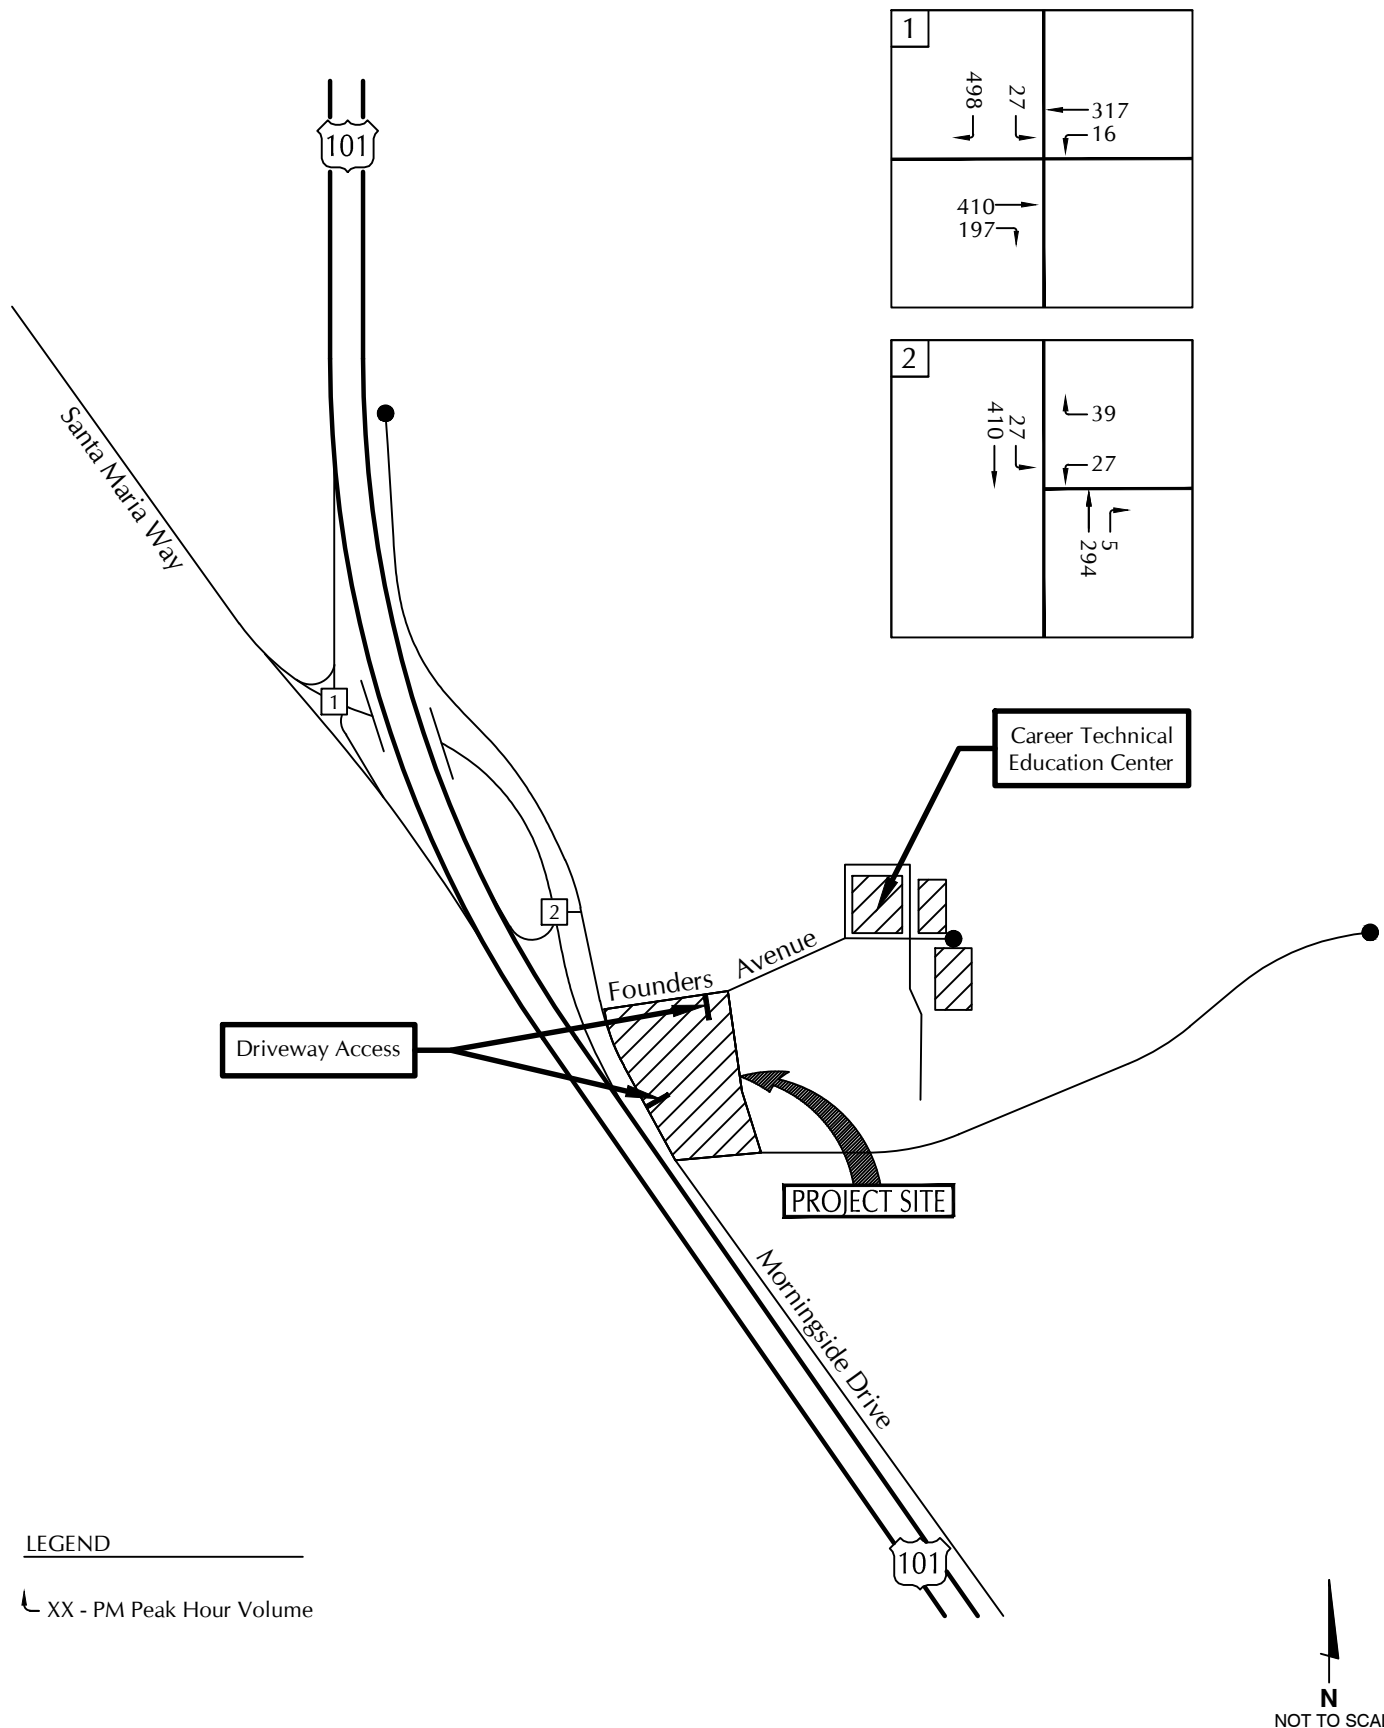 1
498
27
317
16
410
197
101
2
410
27
39
27
5
294
Santa Maria Way
1
Career Technical
Education Center
2
Founders Avenue
Driveway Access
PROJECT SITE
Morningside Drive
101
LEGEND
XX - PM Peak Hour Volume
N
NOT TO SCAL